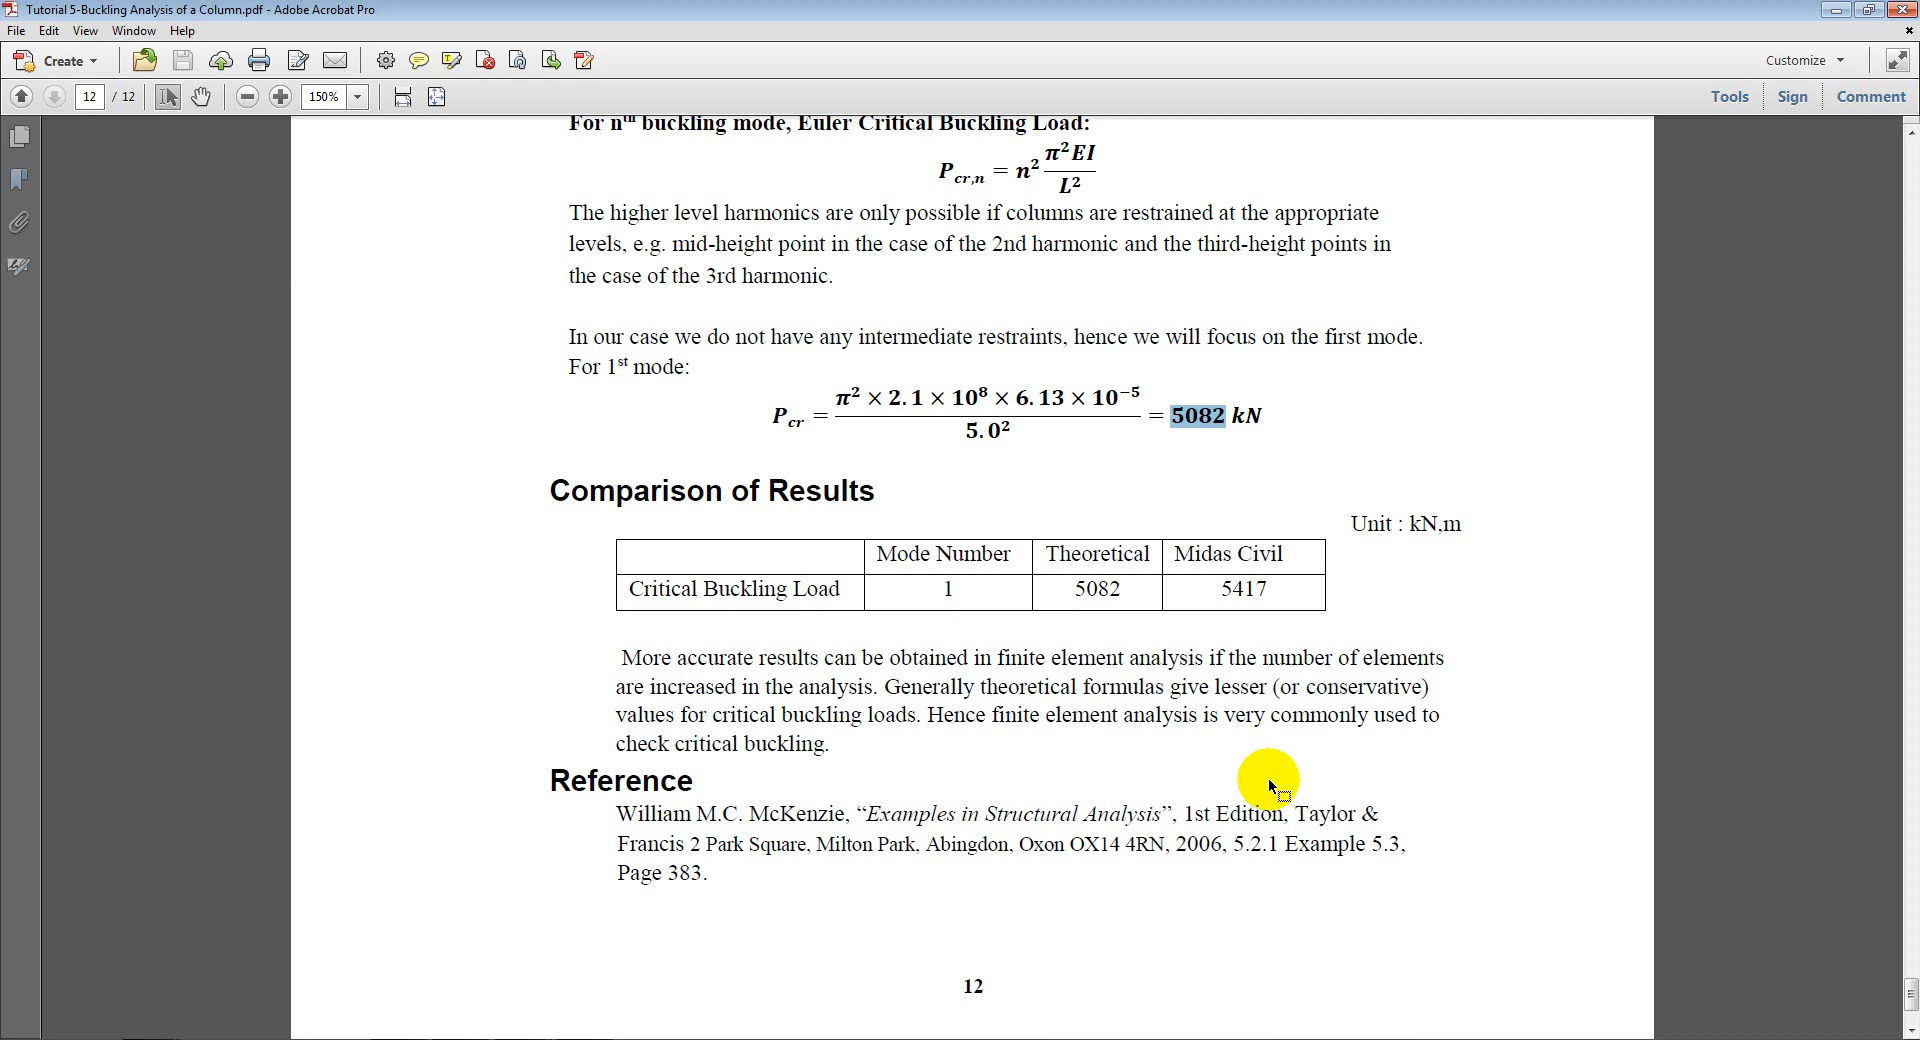 Tutorial 5-Buckling Analysis of a Column.pdf - Adobe Acrobat Pro
File Edit View Window Help
Create
Customize
12 / 12 150% Tools Sign Comment
For nᵗʰ buckling mode, Euler Critical Buckling Load:
P_cr,n = n² π²EI / L²
The higher level harmonics are only possible if columns are restrained at the appropriate
levels, e.g. mid-height point in the case of the 2nd harmonic and the third-height points in
the case of the 3rd harmonic.
In our case we do not have any intermediate restraints, hence we will focus on the first mode.
For 1ˢᵗ mode:
P_cr = π² × 2.1 × 10⁸ × 6.13 × 10⁻⁵ / 5.0² = 5082 kN
Comparison of Results
Unit : kN,m
Mode Number Theoretical Midas Civil
Critical Buckling Load 1 5082 5417
More accurate results can be obtained in finite element analysis if the number of elements
are increased in the analysis. Generally theoretical formulas give lesser (or conservative)
values for critical buckling loads. Hence finite element analysis is very commonly used to
check critical buckling.
Reference
William M.C. McKenzie, “Examples in Structural Analysis”, 1st Edition, Taylor &
Francis 2 Park Square, Milton Park, Abingdon, Oxon OX14 4RN, 2006, 5.2.1 Example 5.3,
Page 383.
12